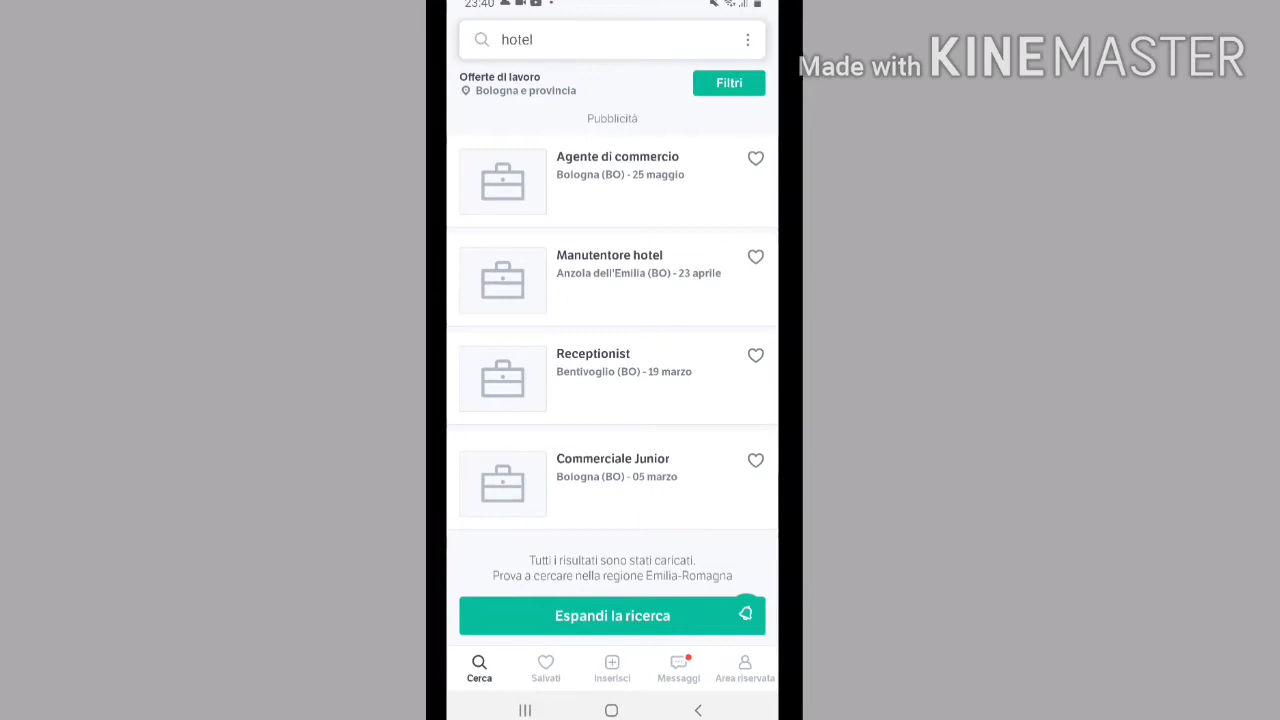 23:40
hotel
Made with KINEMASTER
Offerte di lavoro
Bologna e provincia
Filtri
Pubblicità
Agente di commercio
Bologna (BO) - 25 maggio
Manutentore hotel
Anzola dell'Emilia (BO) - 23 aprile
Receptionist
Bentivoglio (BO) - 19 marzo
Commerciale Junior
Bologna (BO) - 05 marzo
Tutti i risultati sono stati caricati.
Prova a cercare nella regione Emilia-Romagna
Espandi la ricerca
Cerca
Salvati
Inserisci
Messaggi
Area riservata